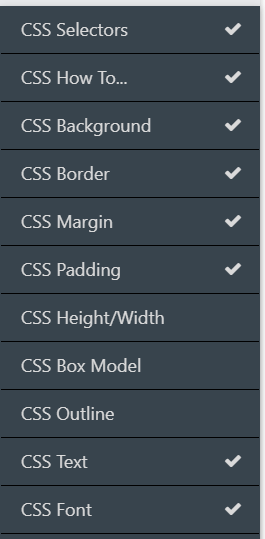 CSS Selectors
CSS How To...
CSS Background
CSS Border
CSS Margin
CSS Padding
CSS Height/Width
CSS Box Model
CSS Outline
CSS Text
CSS Font